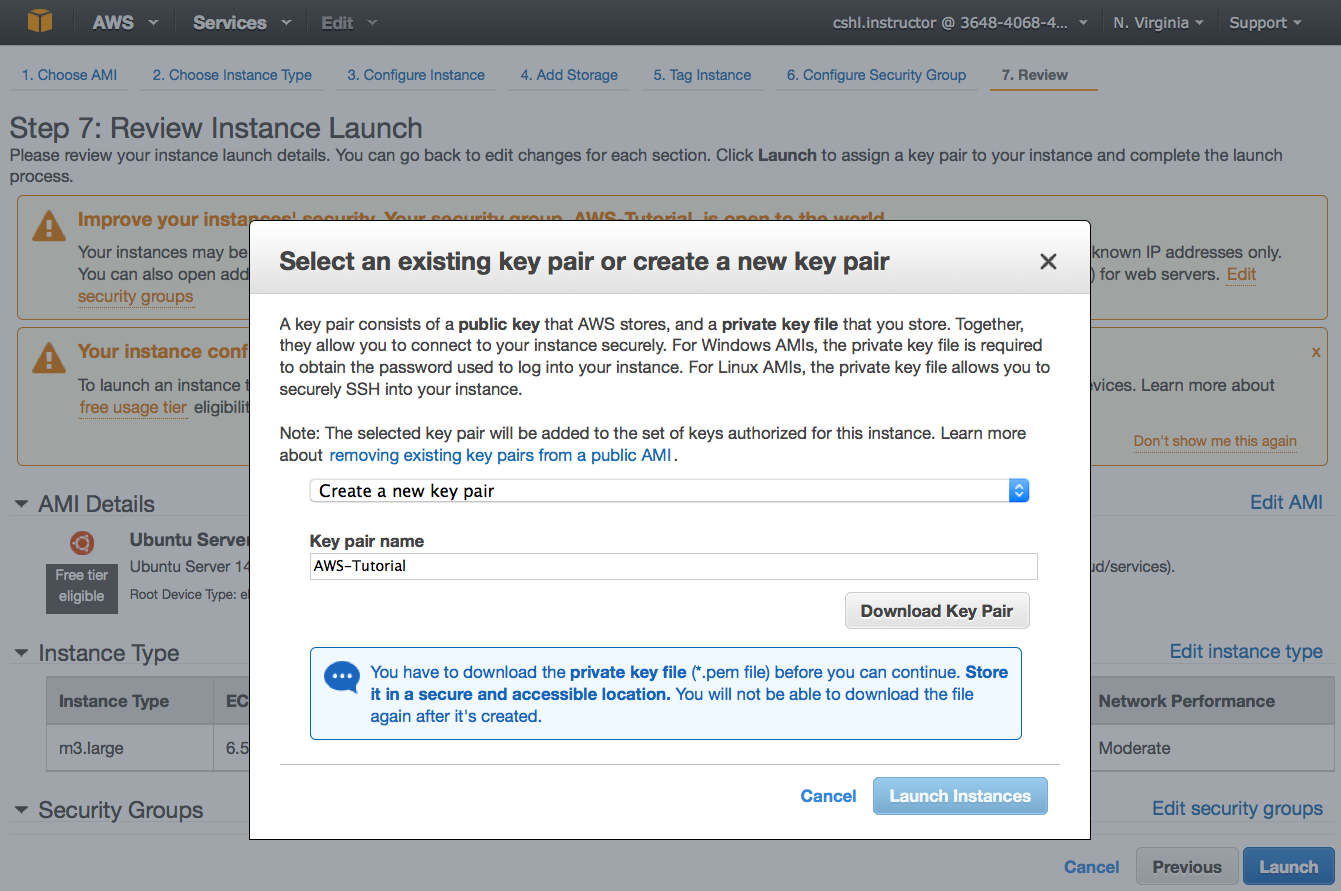 AWS Services Edit cshl.instructor @ 3648-4068-4... N. Virginia Support
1. Choose AMI 2. Choose Instance Type 3. Configure Instance 4. Add Storage 5. Tag Instance 6. Configure Security Group 7. Review
Step 7: Review Instance Launch
Please review your instance launch details. You can go back to edit changes for each section. Click Launch to assign a key pair to your instance and complete the launch
process.
Improve your instances' security. Your security group, AWS-Tutorial, is open to the world.
Your instances may be known IP addresses only.
You can also open add ) for web servers. Edit
security groups
Your instance conf x
To launch an instance t vices. Learn more about
free usage tier eligibilit
Don't show me this again
Select an existing key pair or create a new key pair
A key pair consists of a public key that AWS stores, and a private key file that you store. Together,
they allow you to connect to your instance securely. For Windows AMIs, the private key file is required
to obtain the password used to log into your instance. For Linux AMIs, the private key file allows you to
securely SSH into your instance.
Note: The selected key pair will be added to the set of keys authorized for this instance. Learn more
about removing existing key pairs from a public AMI.
Create a new key pair
Key pair name
AWS-Tutorial
Download Key Pair
You have to download the private key file (*.pem file) before you can continue. Store
it in a secure and accessible location. You will not be able to download the file
again after it's created.
Cancel Launch Instances
AMI Details Edit AMI
Ubuntu Server
Free tier
eligible
Ubuntu Server 14 ud/services).
Root Device Type: e
Instance Type Edit instance type
Instance Type EC Network Performance
m3.large 6.5 Moderate
Security Groups Edit security groups
Cancel Previous Launch